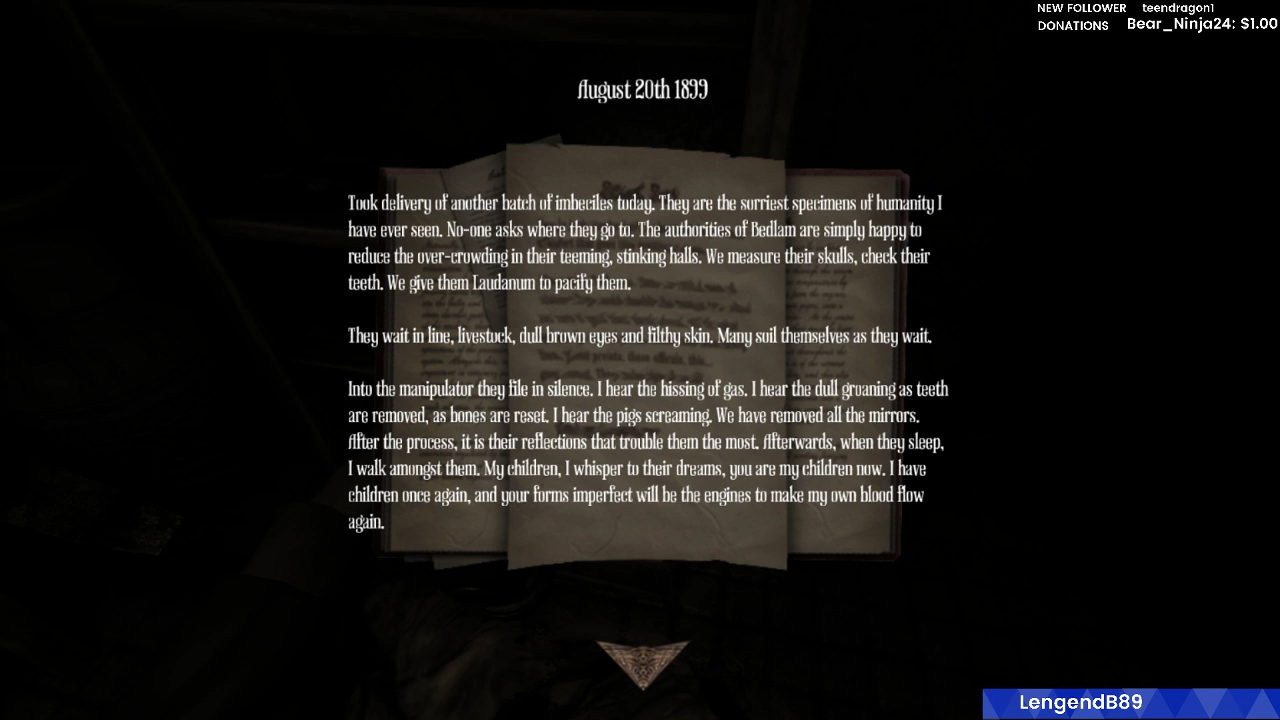 NEW FOLLOWER teendragon1
DONATIONS Bear_Ninja24: $1.00
August 20th 1899
Took delivery of another batch of imbeciles today. They are the sorriest specimens of humanity I
have ever seen. No-one asks where they go to. The authorities of Bedlam are simply happy to
reduce the over-crowding in their teeming, stinking halls. We measure their skulls, check their
teeth. We give them Laudanum to pacify them.
They wait in line, livestock, dull brown eyes and filthy skin. Many soil themselves as they wait.
Into the manipulator they file in silence. I hear the hissing of gas. I hear the dull groaning as teeth
are removed, as bones are reset. I hear the pigs screaming. We have removed all the mirrors.
After the process, it is their reflections that trouble them the most. Afterwards, when they sleep,
I walk amongst them. My children, I whisper to their dreams, you are my children now. I have
children once again, and your forms imperfect will be the engines to make my own blood flow
again.
LengendB89